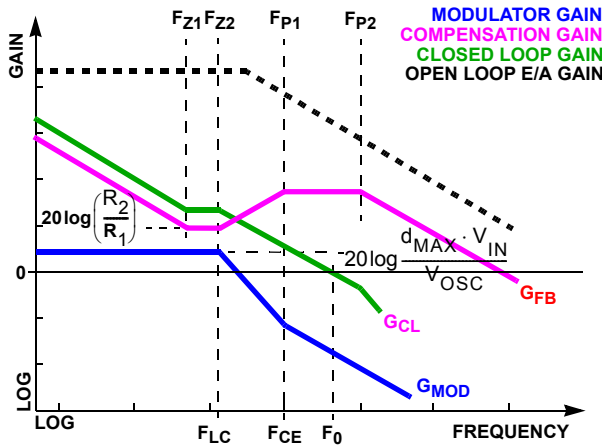 MODULATOR GAIN
COMPENSATION GAIN
CLOSED LOOP GAIN
OPEN LOOP E/A GAIN
FZ1 FZ2 FP1 FP2
GAIN
20log(R2/R1)
20log dMAX · VIN / VOSC
0
GFB
GCL
GMOD
LOG
LOG
FLC FCE F0 FREQUENCY